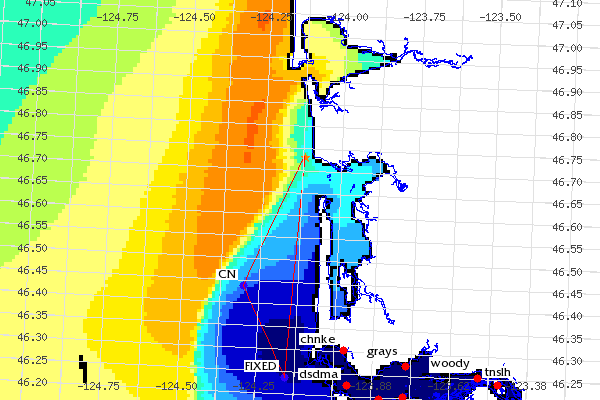 47.05 47.10
-124.75 -124.50 -124.25 -124.00 -123.75 -123.50
47.00 47.05
46.95 47.00
46.90 46.95
46.85 46.90
46.80 46.85
46.75 46.80
46.70 46.75
46.65 46.70
46.60 46.65
46.55 46.60
46.50 46.55
46.45 46.50
CN
46.40 46.45
46.35 46.40
46.30 46.35
chnke
46.25 grays 46.30
FIXED woody
46.20 dsdma tnslh 46.25
-124.75 -124.50 -124.25 -123.88 -123.62 -123.38